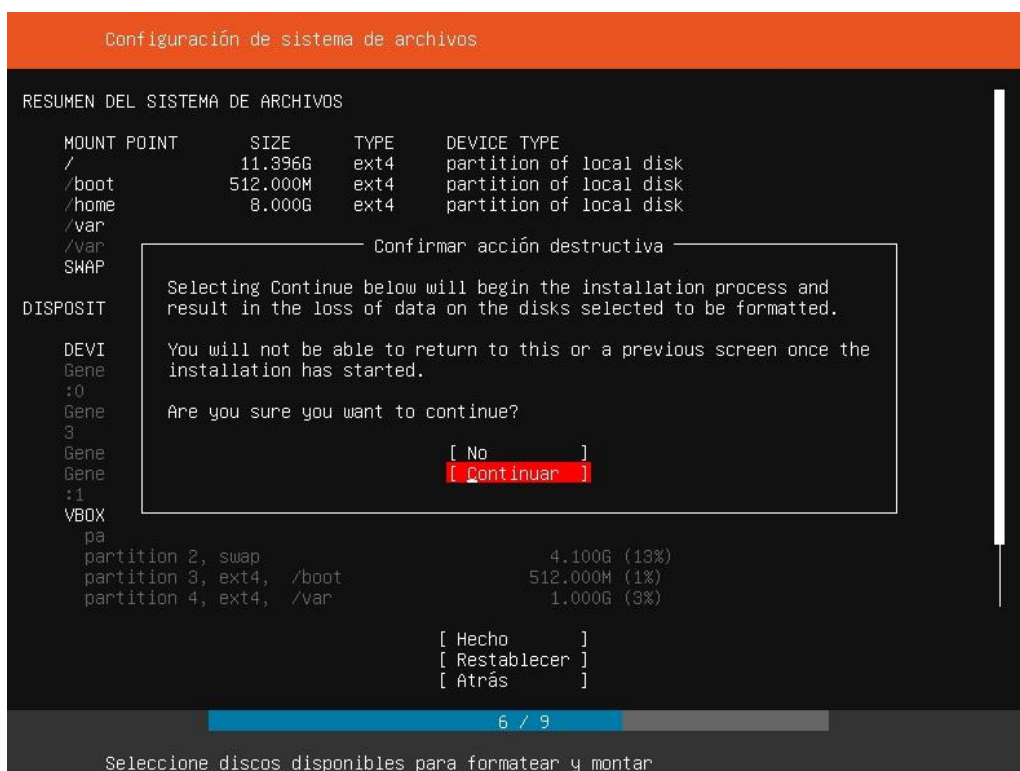 Configuración de sistema de archivos
RESUMEN DEL SISTEMA DE ARCHIVOS
MOUNT POINT SIZE TYPE DEVICE TYPE
/ 11.396G ext4 partition of local disk
/boot 512.000M ext4 partition of local disk
/home 8.000G ext4 partition of local disk
/var
/var
SWAP
Confirmar acción destructiva
Selecting Continue below will begin the installation process and
result in the loss of data on the disks selected to be formatted.
You will not be able to return to this or a previous screen once the
installation has started.
Are you sure you want to continue?
[ No ]
[ Continuar ]
DISPOSIT
DEVI
Gene
:0
Gene
3
Gene
Gene
:1
VBOX
pa
partition 2, swap 4.100G (13%)
partition 3, ext4, /boot 512.000M (1%)
partition 4, ext4, /var 1.000G (3%)
[ Hecho ]
[ Restablecer ]
[ Atrás ]
6 / 9
Seleccione discos disponibles para formatear y montar